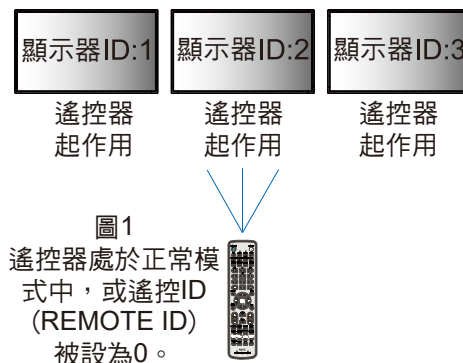 顯示器ID:1
顯示器ID:2
顯示器ID:3
遙控器
起作用
遙控器
起作用
遙控器
起作用
圖1
遙控器處於正常模
式中，或遙控ID
(REMOTE ID)
被設為0。